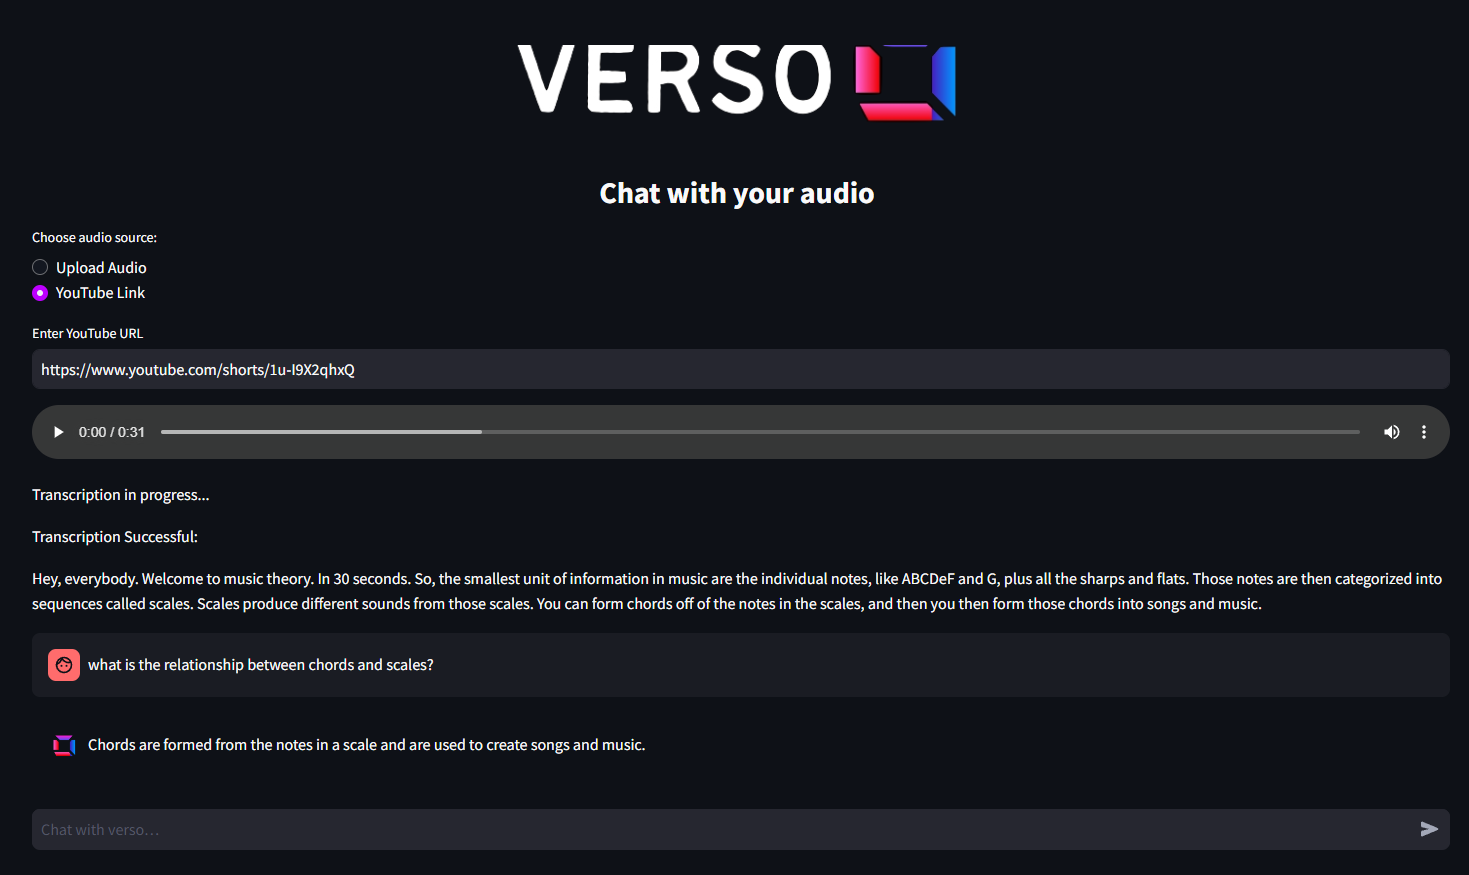 VERSO
Chat with your audio
Choose audio source:
Upload Audio
YouTube Link
Enter YouTube URL
https://www.youtube.com/shorts/1u-I9X2qhxQ
0:00 / 0:31
Transcription in progress...
Transcription Successful:
Hey, everybody. Welcome to music theory. In 30 seconds. So, the smallest unit of information in music are the individual notes, like ABCDeF and G, plus all the sharps and flats. Those notes are then categorized into
sequences called scales. Scales produce different sounds from those scales. You can form chords off of the notes in the scales, and then you then form those chords into songs and music.
what is the relationship between chords and scales?
Chords are formed from the notes in a scale and are used to create songs and music.
Chat with verso...